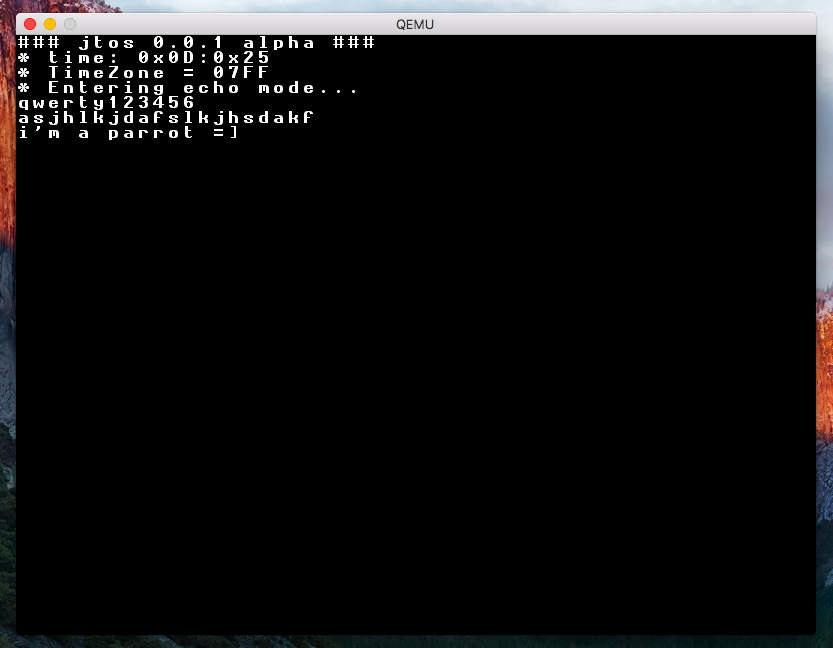 QEMU
### jtos 0.0.1 alpha ###
* time: 0x0D:0x25
* TimeZone = 07FF
* Entering echo mode...
qwerty123456
asjhlkjdafslkjhsdakf
i'm a parrot =]